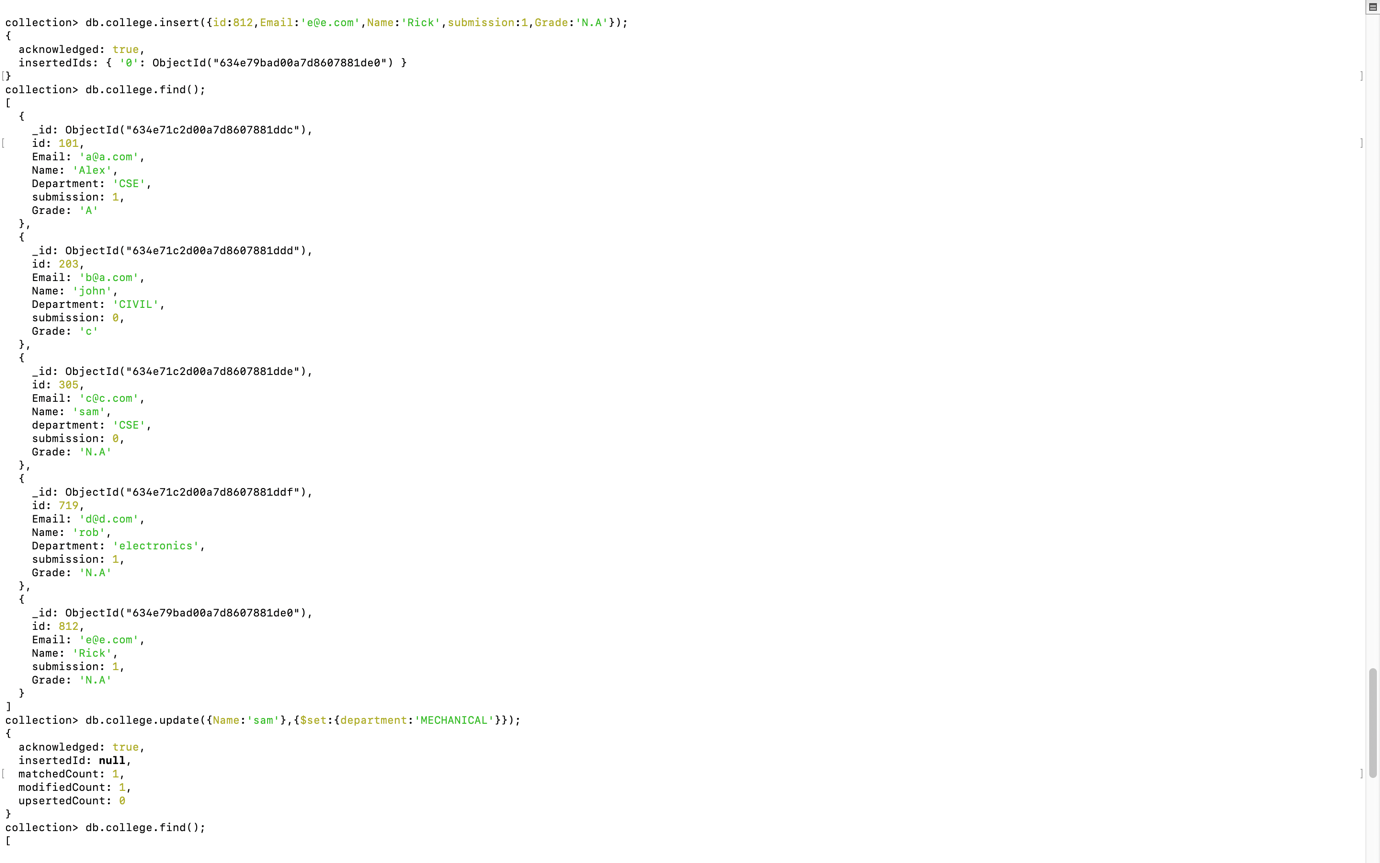 collection> db.college.insert({id:812,Email:'e@e.com',Name:'Rick',submission:1,Grade:'N.A'});
{
  acknowledged: true,
  insertedIds: { '0': ObjectId("634e79bad00a7d8607881de0") }
}
collection> db.college.find();
[
  {
    _id: ObjectId("634e71c2d00a7d8607881ddc"),
    id: 101,
    Email: 'a@a.com',
    Name: 'Alex',
    Department: 'CSE',
    submission: 1,
    Grade: 'A'
  },
  {
    _id: ObjectId("634e71c2d00a7d8607881ddd"),
    id: 203,
    Email: 'b@a.com',
    Name: 'john',
    Department: 'CIVIL',
    submission: 0,
    Grade: 'c'
  },
  {
    _id: ObjectId("634e71c2d00a7d8607881dde"),
    id: 305,
    Email: 'c@c.com',
    Name: 'sam',
    department: 'CSE',
    submission: 0,
    Grade: 'N.A'
  },
  {
    _id: ObjectId("634e71c2d00a7d8607881ddf"),
    id: 719,
    Email: 'd@d.com',
    Name: 'rob',
    Department: 'electronics',
    submission: 1,
    Grade: 'N.A'
  },
  {
    _id: ObjectId("634e79bad00a7d8607881de0"),
    id: 812,
    Email: 'e@e.com',
    Name: 'Rick',
    submission: 1,
    Grade: 'N.A'
  }
]
collection> db.college.update({Name:'sam'},{$set:{department:'MECHANICAL'}});
{
  acknowledged: true,
  insertedId: null,
  matchedCount: 1,
  modifiedCount: 1,
  upsertedCount: 0
}
collection> db.college.find();
[